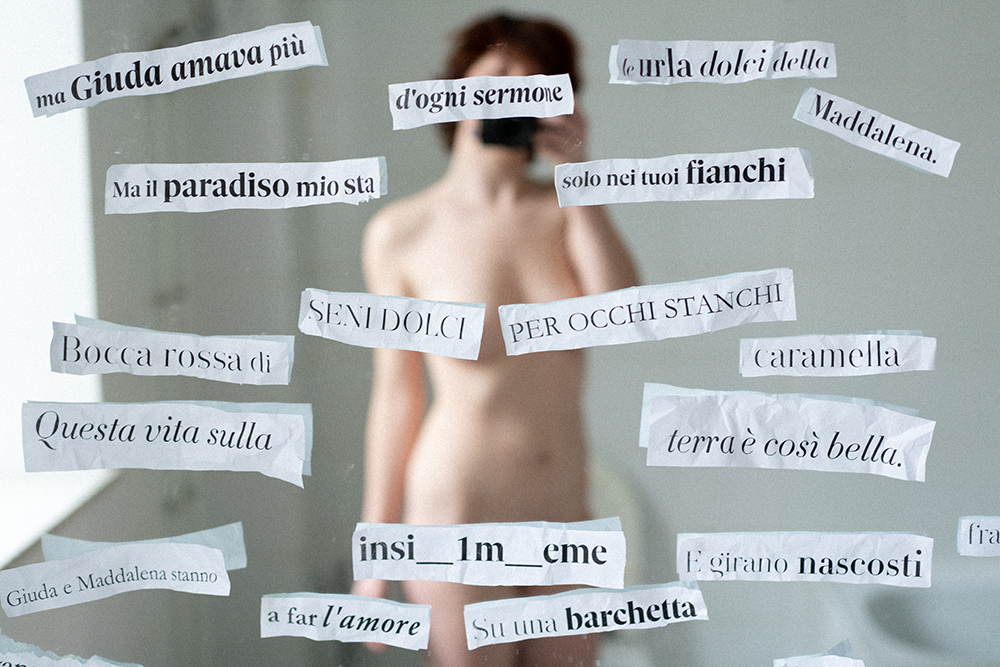 ma Giuda amava più
d'ogni sermone
le urla dolci della
Maddalena.
Ma il paradiso mio sta
solo nei tuoi fianchi
SENI DOLCI
PER OCCHI STANCHI
Bocca rossa di
caramella
Questa vita sulla
terra è così bella.
insi__1m__eme
E girano nascosti
fra
Giuda e Maddalena stanno
a far l'amore
Su una barchetta